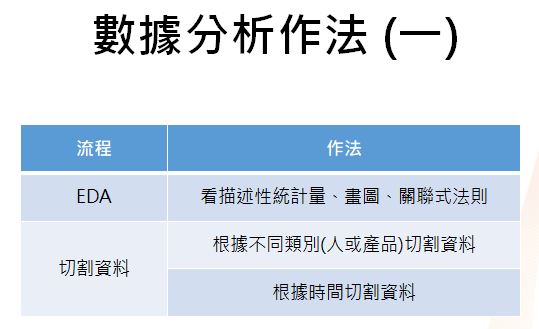 數據分析作法 (一)
流程 作法
EDA 看描述性統計量、畫圖、關聯式法則
切割資料
根據不同類別(人或產品)切割資料
根據時間切割資料